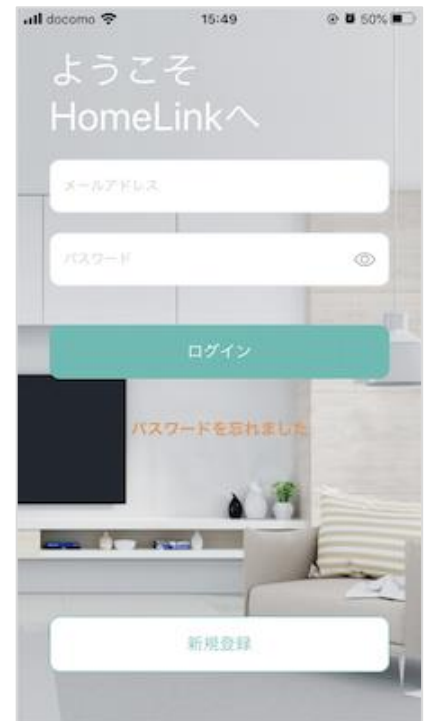 docomo 15:49 50%
ようこそ
HomeLinkへ
メールアドレス
パスワード
ログイン
パスワードを忘れました
新規登録